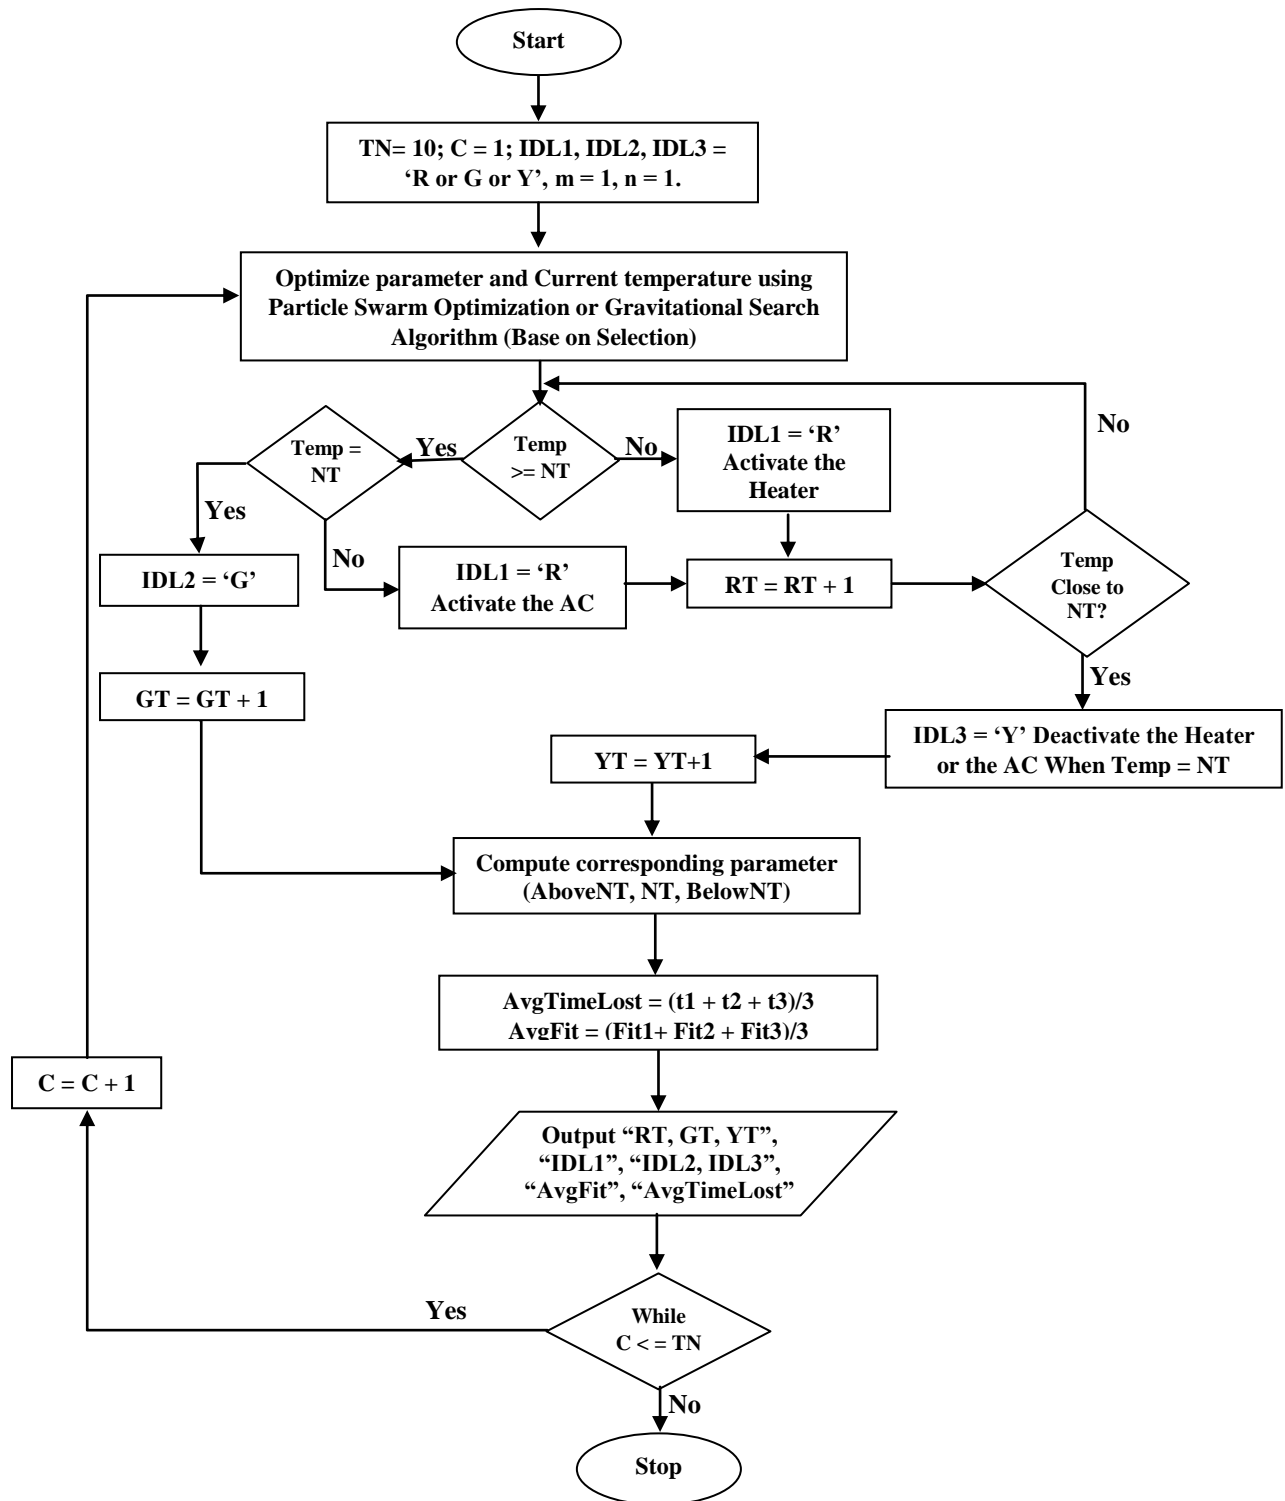 Start
TN= 10; C = 1; IDL1, IDL2, IDL3 =
‘R or G or Y’, m = 1, n = 1.
Optimize parameter and Current temperature using
Particle Swarm Optimization or Gravitational Search
Algorithm (Base on Selection)
Temp =
NT
Yes
Temp
>= NT
No
IDL1 = ‘R’
Activate the
Heater
No
Yes
No
IDL2 = ‘G’
IDL1 = ‘R’
Activate the AC
RT = RT + 1
Temp
Close to
NT?
Yes
GT = GT + 1
IDL3 = ‘Y’ Deactivate the Heater
or the AC When Temp = NT
YT = YT+1
Compute corresponding parameter
(AboveNT, NT, BelowNT)
AvgTimeLost = (t1 + t2 + t3)/3
AvgFit = (Fit1+ Fit2 + Fit3)/3
C = C + 1
Output “RT, GT, YT”,
“IDL1”, “IDL2, IDL3”,
“AvgFit”, “AvgTimeLost”
Yes
While
C < = TN
No
Stop